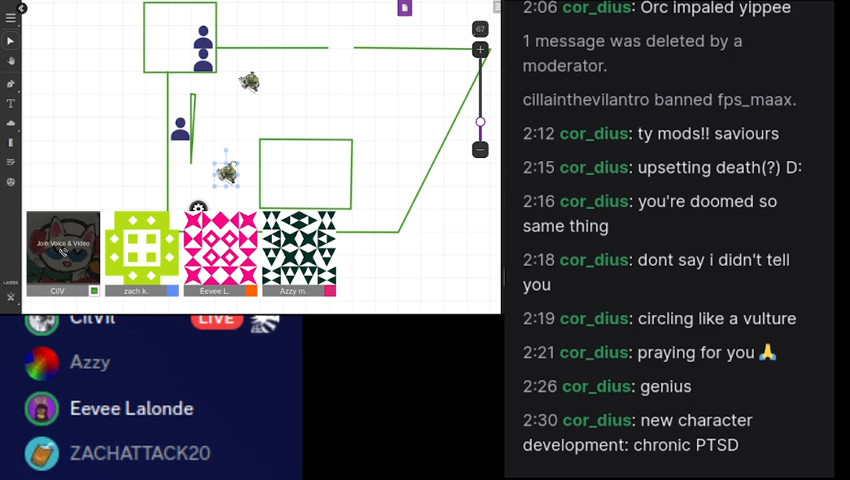 67
T
LAYERS
Join Voice & Video
CilV
zach k.
Eevee L.
Azzy m.
LIVE
Azzy
Eevee Lalonde
ZACHATTACK20
2:06 cor_dius: Orc impaled yippee
1 message was deleted by a
moderator.
cillainthevilantro banned fps_maax.
2:12 cor_dius: ty mods!! saviours
2:15 cor_dius: upsetting death(?) D:
2:16 cor_dius: you're doomed so
same thing
2:18 cor_dius: dont say i didn't tell
you
2:19 cor_dius: circling like a vulture
2:21 cor_dius: praying for you🙏
2:26 cor_dius: genius
2:30 cor_dius: new character
development: chronic PTSD